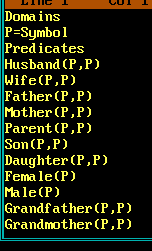 Line 1 Col 1
Domains
P=Symbol
Predicates
Husband(P,P)
Wife(P,P)
Father(P,P)
Mother(P,P)
Parent(P,P)
Son(P,P)
Daughter(P,P)
Female(P)
Male(P)
Grandfather(P,P)
Grandmother(P,P)